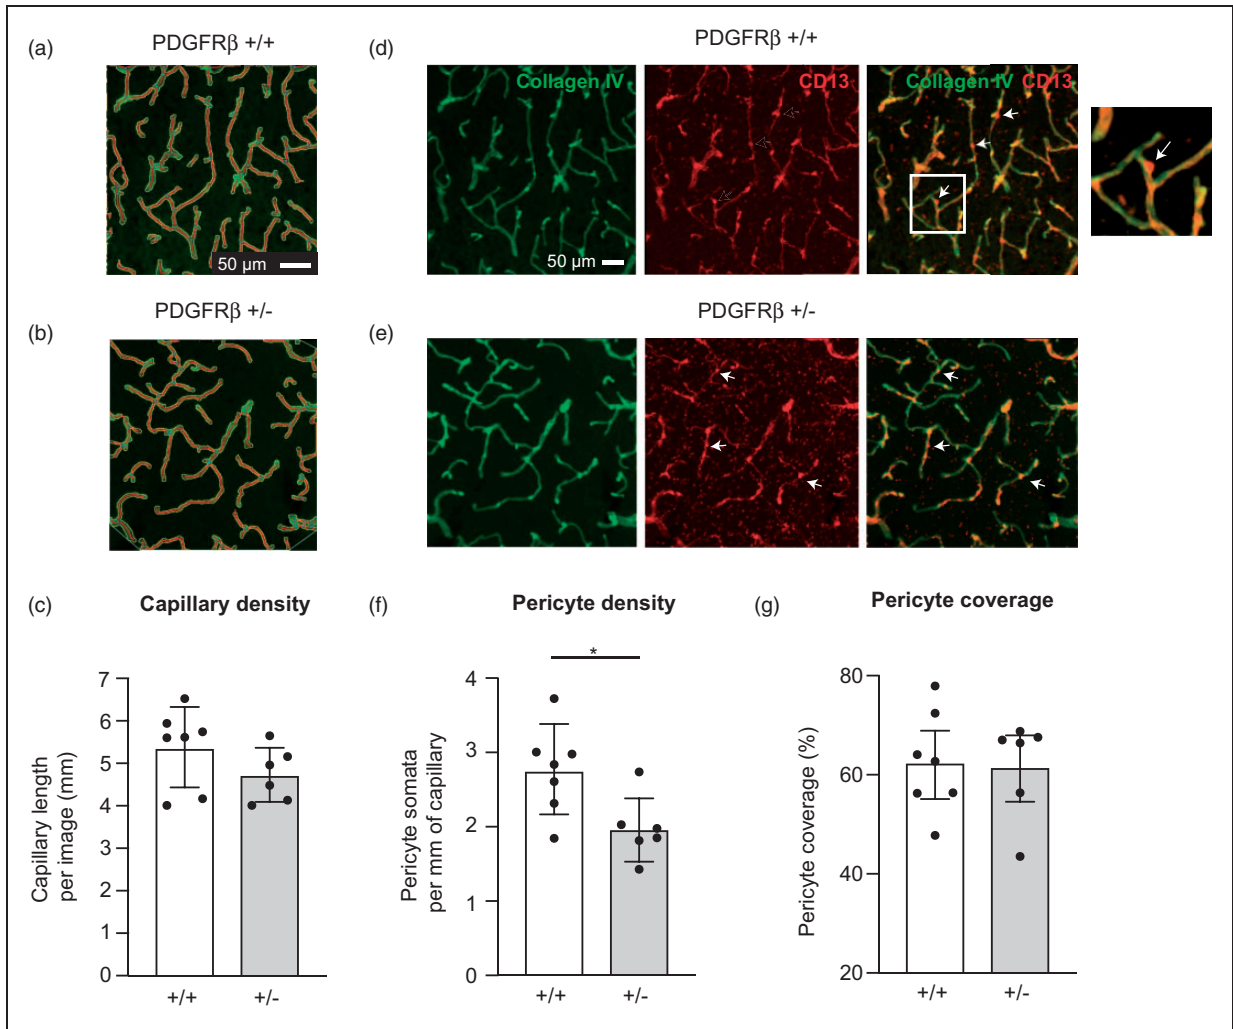 (a)
PDGFRβ +/+
50 µm
(b)
PDGFRβ +/-
(d)
PDGFRβ +/+
Collagen IV
CD13
Collagen IV CD13
50 µm
(e)
PDGFRβ +/-
(c)
Capillary density
Capillary length
per image (mm)
7
6
5
4
5
2
1
0
+/+
+/-
(f)
Pericyte density
*
Pericyte somata
per mm of capillary
4
3
2
1
0
+/+
+/-
(g)
Pericyte coverage
Pericyte coverage (%)
80
60
40
20
+/+
+/-